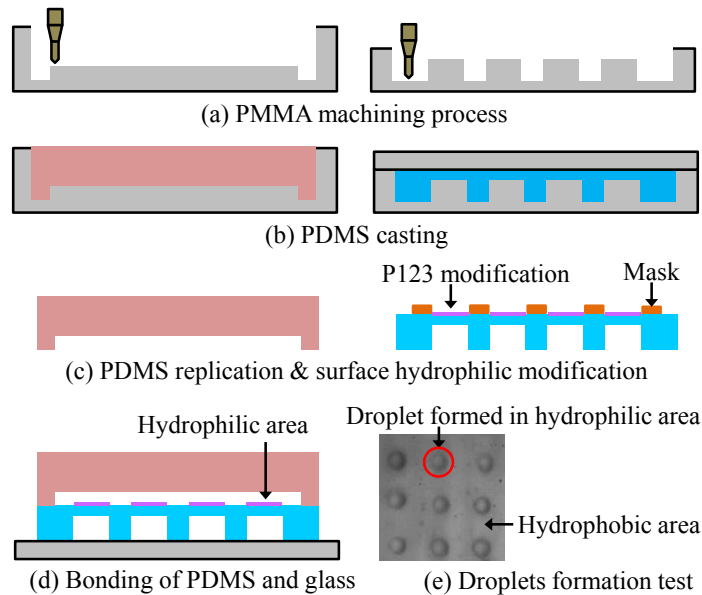 (a) PMMA machining process
(b) PDMS casting
P123 modification
Mask
(c) PDMS replication & surface hydrophilic modification
Hydrophilic area
Droplet formed in hydrophilic area
Hydrophobic area
(d) Bonding of PDMS and glass
(e) Droplets formation test